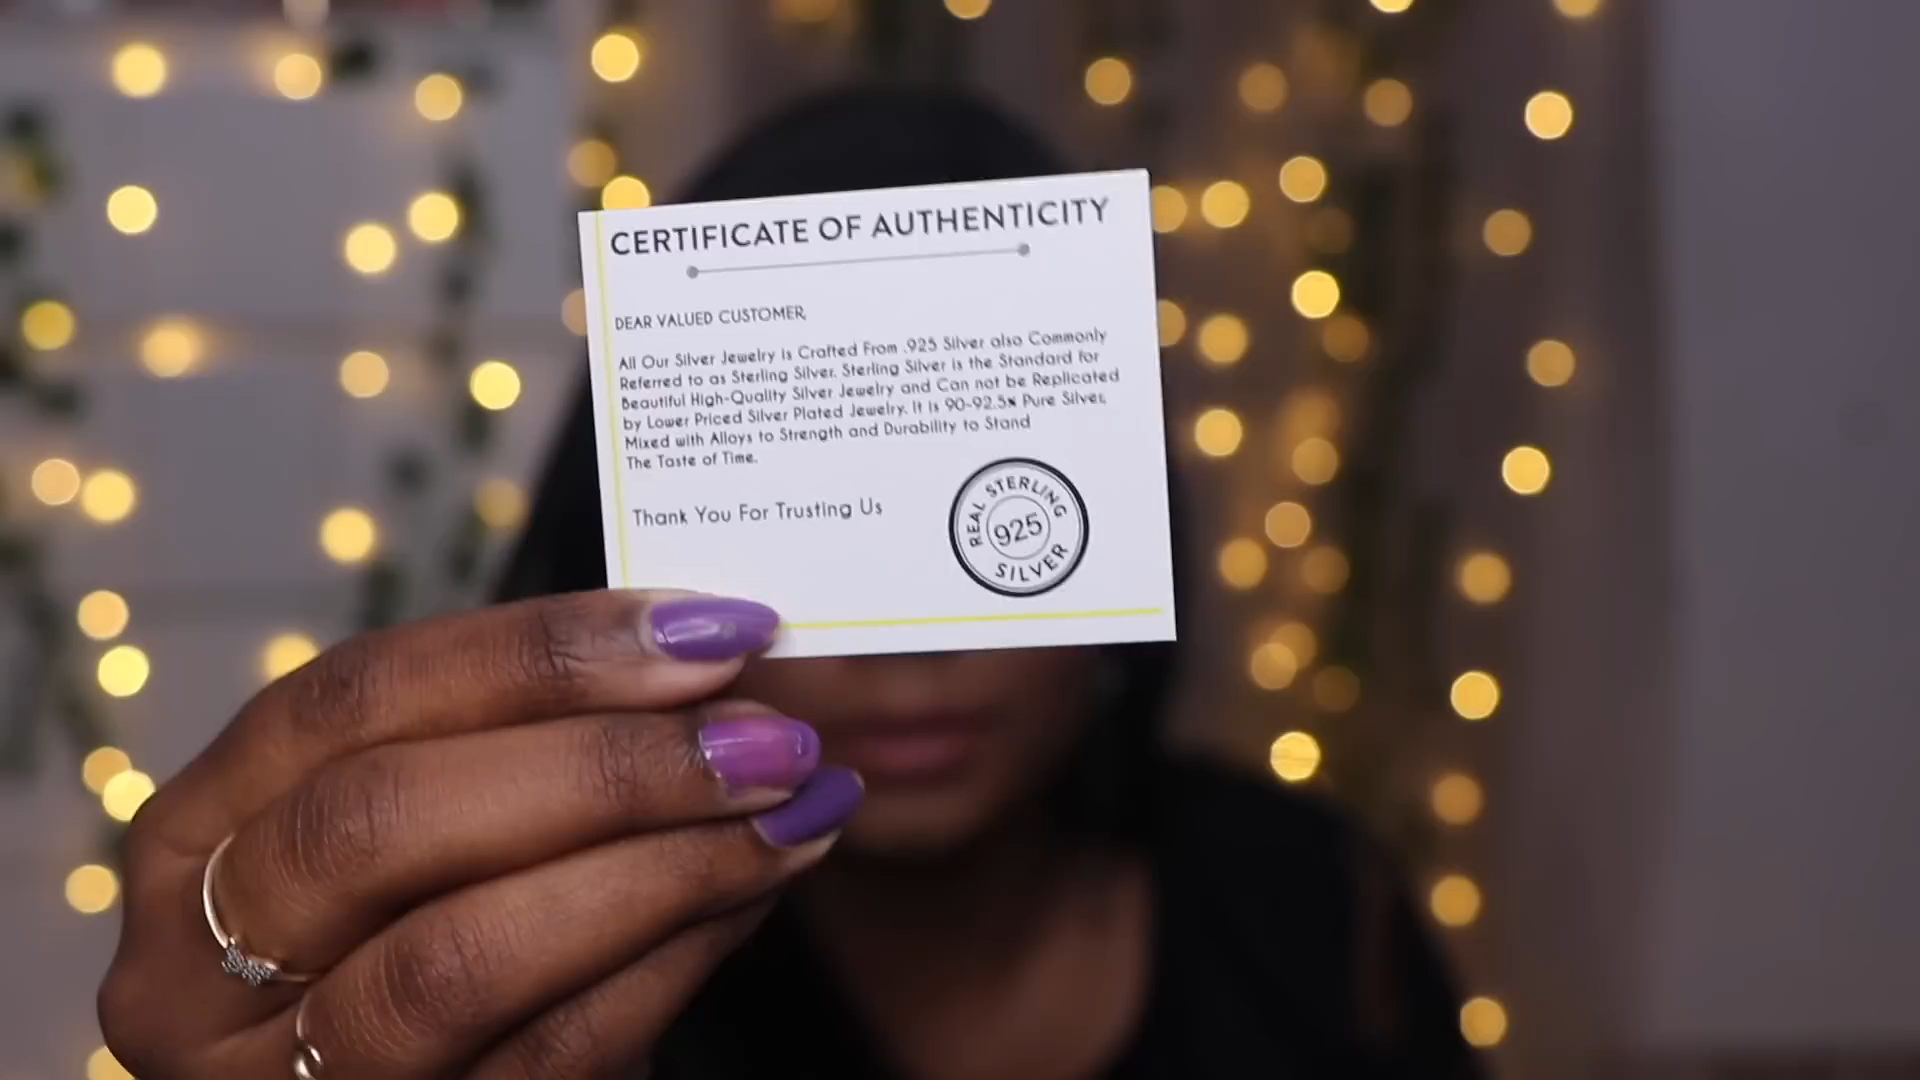 CERTIFICATE OF AUTHENTICITY
DEAR VALUED CUSTOMER,
All Our Silver Jewelry is Crafted From .925 Silver also Commonly
Referred to as Sterling Silver. Sterling Silver is the Standard for
Beautiful High-Quality Silver Jewelry and Can not be Replicated
by Lower Priced Silver Plated Jewelry. It is 90-92.5% Pure Silver,
Mixed with Alloys to Strength and Durability to Stand
The Taste of Time.
Thank You For Trusting Us
REAL STERLING
925
SILVER